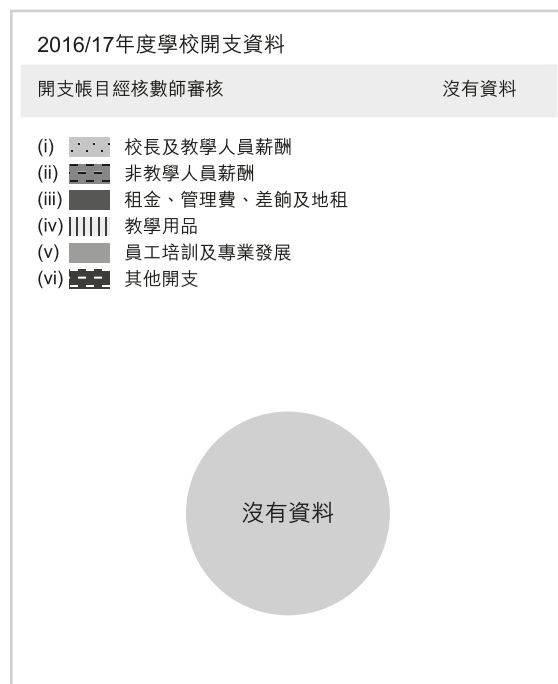 2016/17年度學校開支資料
開支帳目經核數師審核 沒有資料
(i) 校長及教學人員薪酬
(ii) 非教學人員薪酬
(iii) 租金、管理費、差餉及地租
(iv) 教學用品
(v) 員工培訓及專業發展
(vi) 其他開支
沒有資料